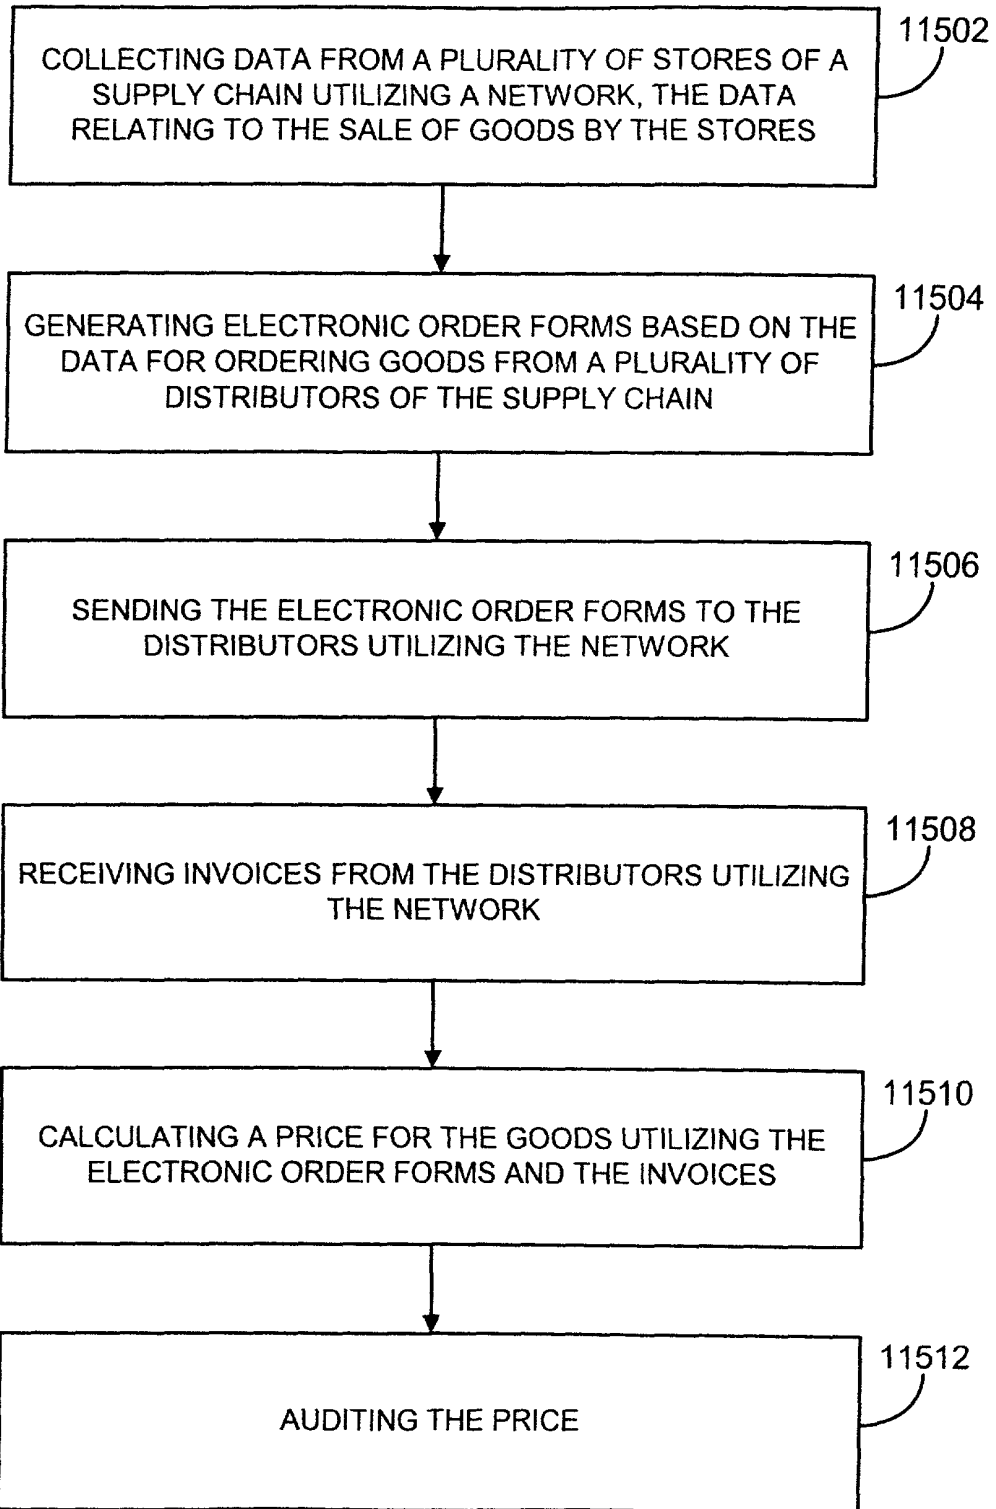 11502
COLLECTING DATA FROM A PLURALITY OF STORES OF A
SUPPLY CHAIN UTILIZING A NETWORK, THE DATA
RELATING TO THE SALE OF GOODS BY THE STORES
11504
GENERATING ELECTRONIC ORDER FORMS BASED ON THE
DATA FOR ORDERING GOODS FROM A PLURALITY OF
DISTRIBUTORS OF THE SUPPLY CHAIN
11506
SENDING THE ELECTRONIC ORDER FORMS TO THE
DISTRIBUTORS UTILIZING THE NETWORK
11508
RECEIVING INVOICES FROM THE DISTRIBUTORS UTILIZING
THE NETWORK
11510
CALCULATING A PRICE FOR THE GOODS UTILIZING THE
ELECTRONIC ORDER FORMS AND THE INVOICES
11512
AUDITING THE PRICE